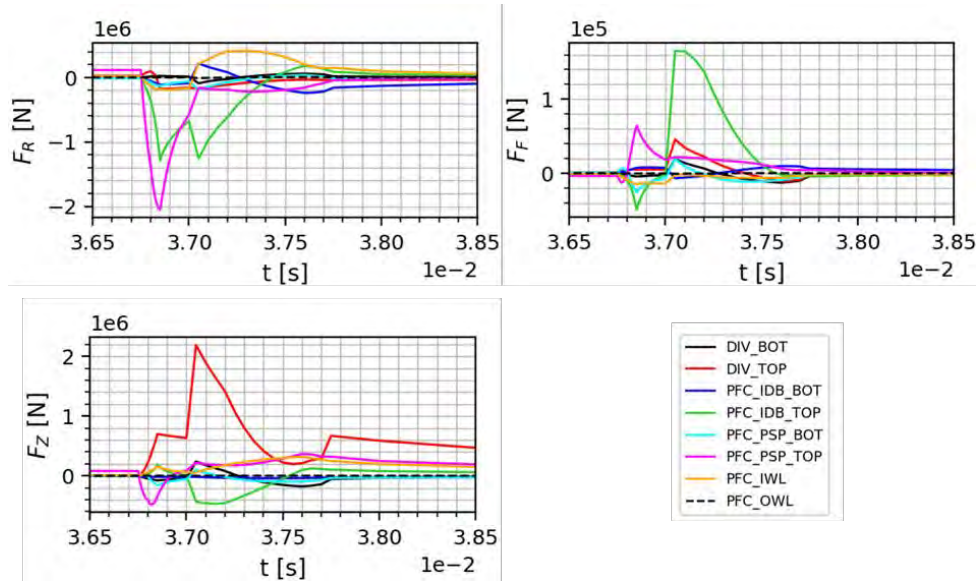 1e6
F_R [N]
0
−1
−2
3.65 3.70 3.75 3.80 3.85
t [s]
1e−2
1e5
F_F [N]
1
0
3.65 3.70 3.75 3.80 3.85
t [s]
1e−2
1e6
F_Z [N]
2
1
0
3.65 3.70 3.75 3.80 3.85
t [s]
1e−2
DIV_BOT
DIV_TOP
PFC_IDB_BOT
PFC_IDB_TOP
PFC_PSP_BOT
PFC_PSP_TOP
PFC_IWL
PFC_OWL